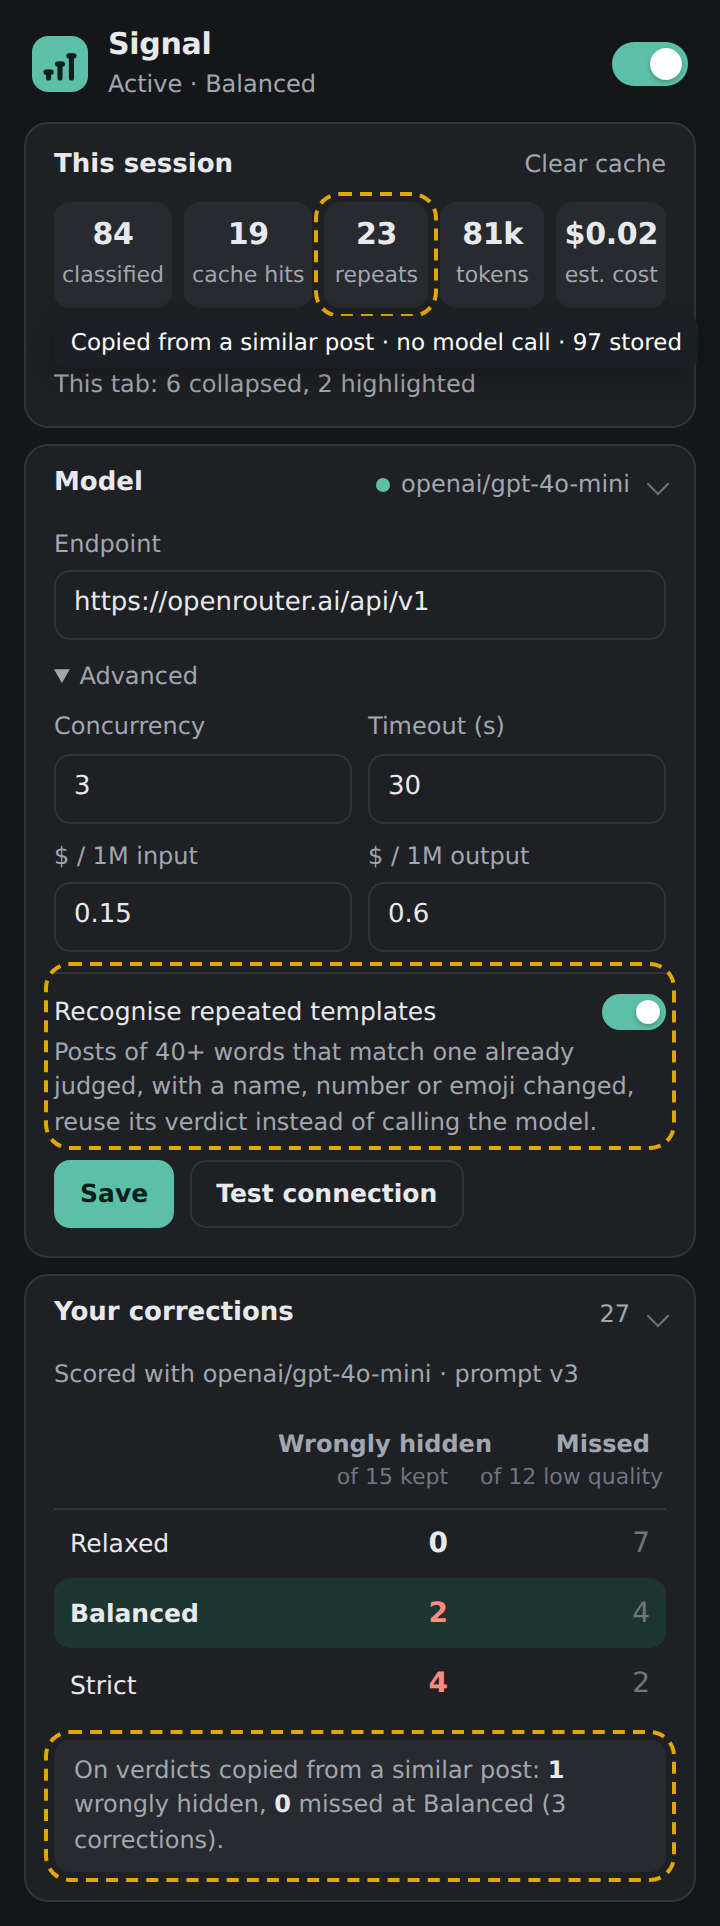 Signal
Active · Balanced
This session
Clear cache
84
classified
19
cache hits
23
repeats
81k
tokens
$0.02
est. cost
Copied from a similar post · no model call · 97 stored
This tab: 6 collapsed, 2 highlighted
Model
openai/gpt-4o-mini
Endpoint
https://openrouter.ai/api/v1
Advanced
Concurrency
Timeout (s)
3
30
$ / 1M input
$ / 1M output
0.15
0.6
Recognise repeated templates
Posts of 40+ words that match one already
judged, with a name, number or emoji changed,
reuse its verdict instead of calling the model.
Save
Test connection
Your corrections
27
Scored with openai/gpt-4o-mini · prompt v3
Wrongly hidden
of 15 kept
Missed
of 12 low quality
Relaxed 0 7
Balanced 2 4
Strict 4 2
On verdicts copied from a similar post: 1
wrongly hidden, 0 missed at Balanced (3
corrections).